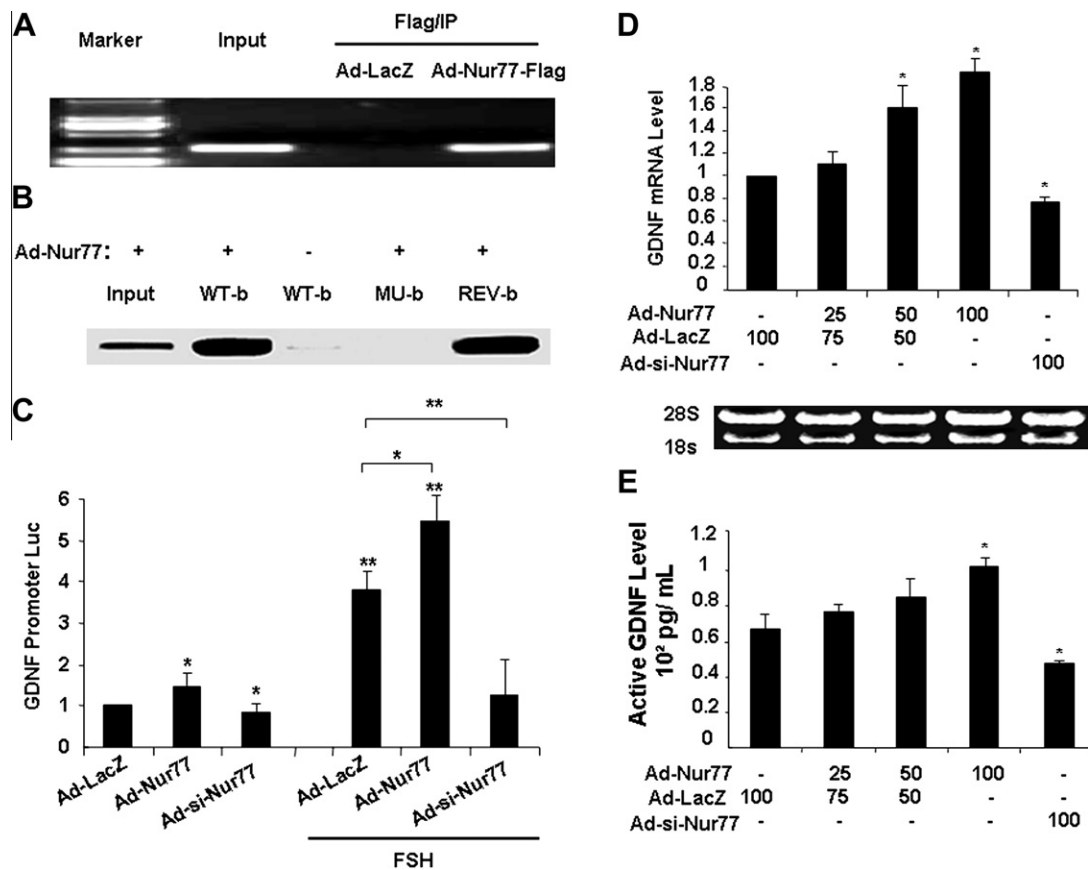 A
Flag/IP
Marker Input
Ad-LacZ Ad-Nur77-Flag
B
Ad-Nur77: + + - + +
Input WT-b WT-b MU-b REV-b
C
**
*
**
**
*
*
GDNF Promoter Luc
6
5
4
3
2
1
0
Ad-LacZ
Ad-Nur77
Ad-si-Nur77
Ad-LacZ
Ad-Nur77
Ad-si-Nur77
FSH
D
GDNF mRNA Level
1.8
1.6
1.4
1.2
1
0.8
0.6
0.4
0.2
0
*
*
*
Ad-Nur77 - 25 50 100 -
Ad-LacZ 100 75 50 - -
Ad-si-Nur77 - - - - 100
28S
18s
E
Active GDNF Level
10² pg/ mL
1.2
1
0.8
0.6
0.4
0.2
0
*
*
Ad-Nur77 - 25 50 100 -
Ad-LacZ 100 75 50 - -
Ad-si-Nur77 - - - - 100